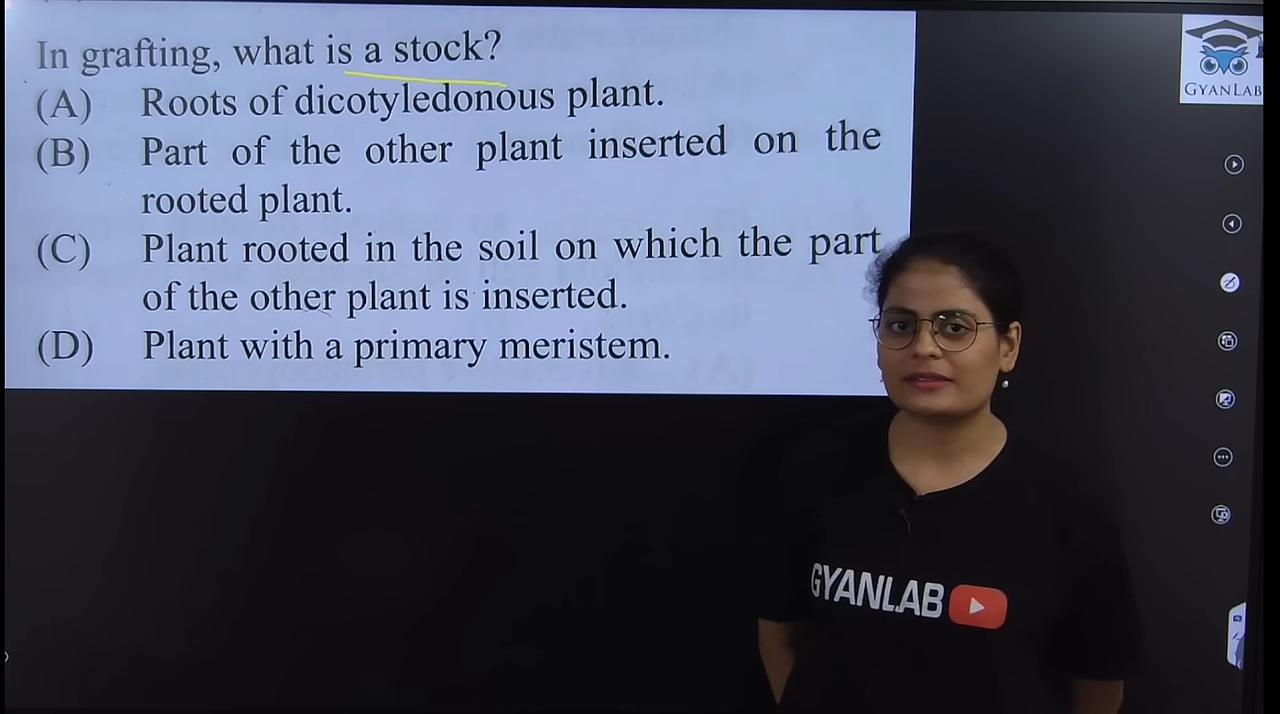 In grafting, what is a stock?
(A) Roots of dicotyledonous plant.
(B) Part of the other plant inserted on the
rooted plant.
(C) Plant rooted in the soil on which the part
of the other plant is inserted.
(D) Plant with a primary meristem.
GYANLAB
GYANLAB